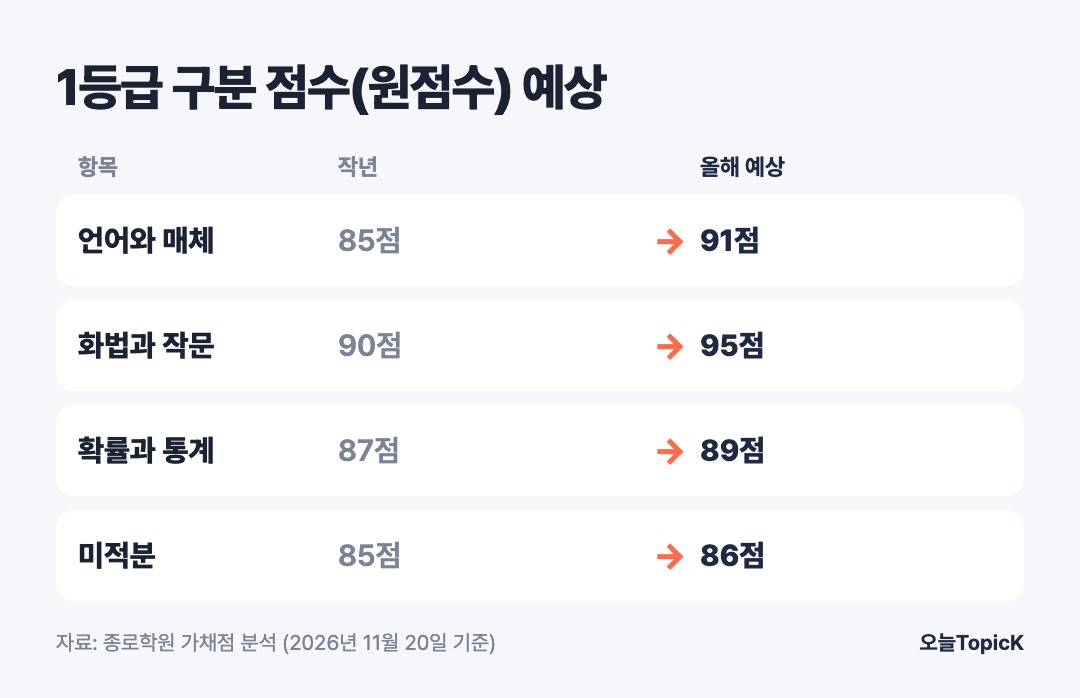 1등급 구분 점수(원점수) 예상
항목 작년 올해 예상
언어와 매체 85점 → 91점
화법과 작문 90점 → 95점
확률과 통계 87점 → 89점
미적분 85점 → 86점
자료: 종로학원 가채점 분석 (2026년 11월 20일 기준) 오늘TopicK